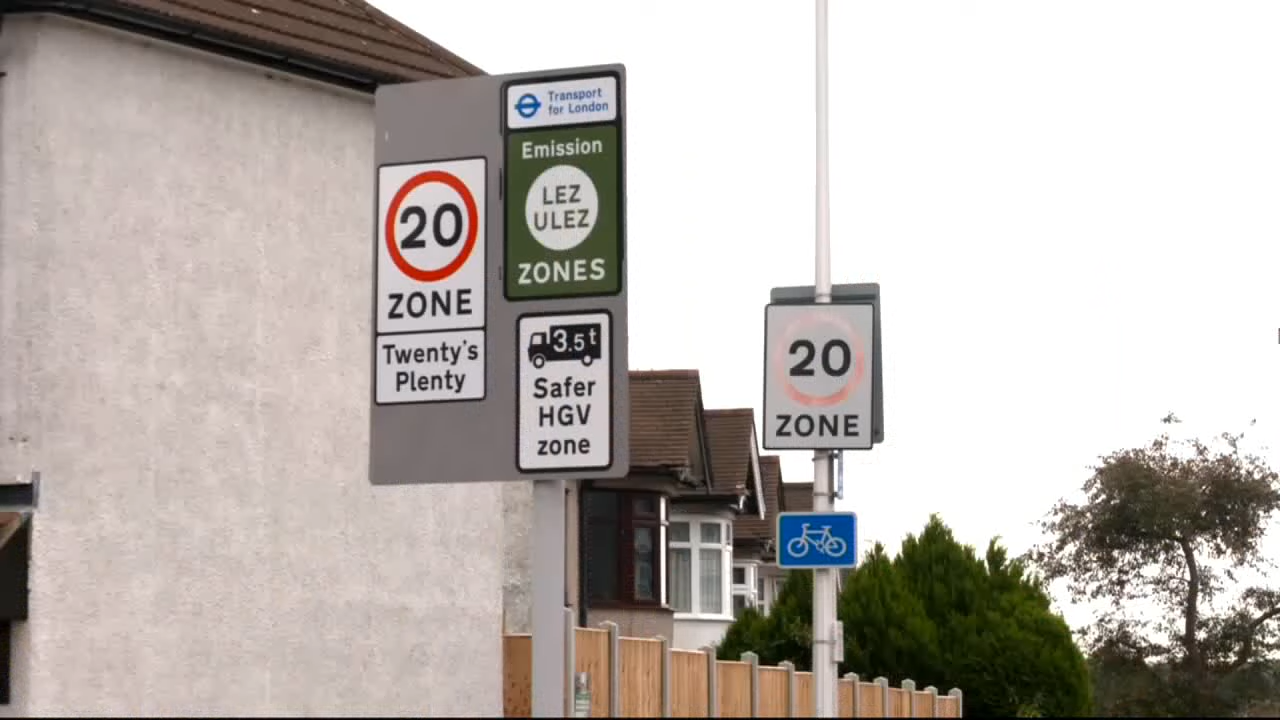 Transport
for London
Emission
LEZ
ULEZ
ZONES
20
ZONE
Twenty's
Plenty
3.5t
Safer
HGV
zone
20
ZONE